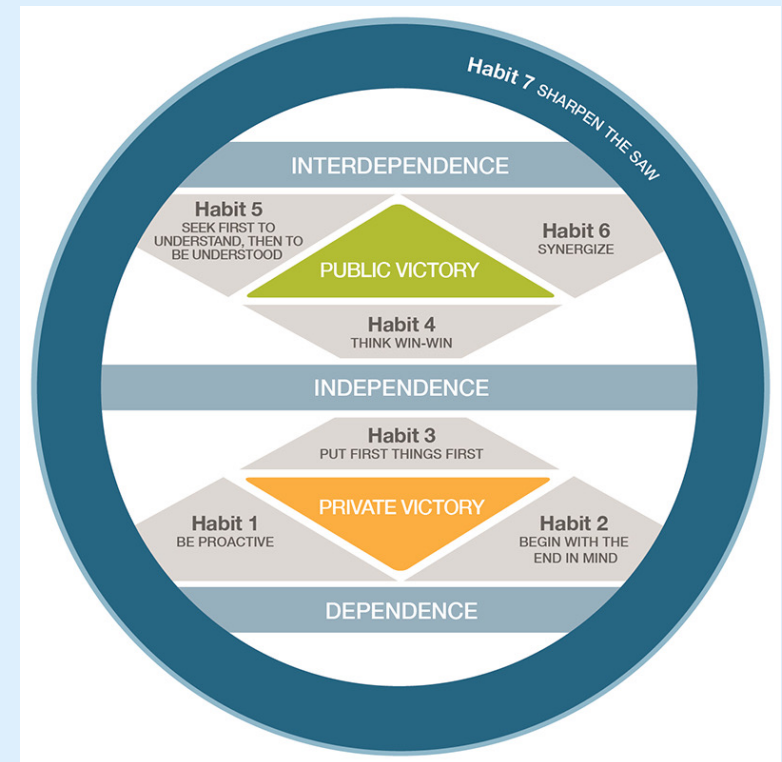 Habit 7 SHARPEN THE SAW
INTERDEPENDENCE
Habit 5
SEEK FIRST TO
UNDERSTAND, THEN TO
BE UNDERSTOOD
Habit 6
SYNERGIZE
PUBLIC VICTORY
Habit 4
THINK WIN-WIN
INDEPENDENCE
Habit 3
PUT FIRST THINGS FIRST
PRIVATE VICTORY
Habit 1
BE PROACTIVE
Habit 2
BEGIN WITH THE
END IN MIND
DEPENDENCE